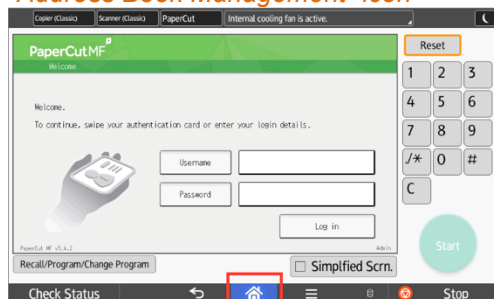 Address Book Management" icon
Copier (Classic) Scanner (Classic) PaperCut Internal cooling fan is active.
PaperCut MF
Welcome
Reset
1 2 3
4 5 6
7 8 9
./* 0 #
C
Welcome.
To continue, swipe your authentication card or enter your login details.
Username
Password
Log in
PaperCut MF v5.4.2
Admin
Start
Recall/Program/Change Program
Simplfied Scrn.
Check Status
Stop